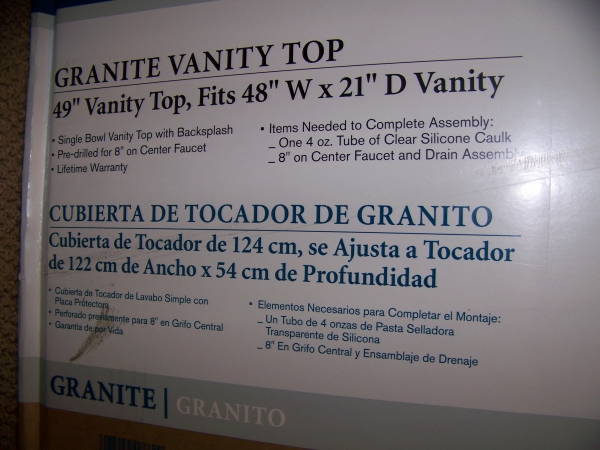 GRANITE VANITY TOP
49" Vanity Top, Fits 48" W x 21" D Vanity
• Single Bowl Vanity Top with Backsplash
• Pre-drilled for 8" on Center Faucet
• Lifetime Warranty
• Items Needed to Complete Assembly:
– One 4 oz. Tube of Clear Silicone Caulk
– 8" on Center Faucet and Drain Assembly
CUBIERTA DE TOCADOR DE GRANITO
Cubierta de Tocador de 124 cm, se Ajusta a Tocador
de 122 cm de Ancho x 54 cm de Profundidad
• Cubierta de Tocador de Lavabo Simple con
Placa Protectora
• Perforado previamente para 8" en Grifo Central
• Garantía de por Vida
• Elementos Necesarios para Completar el Montaje:
– Un Tubo de 4 onzas de Pasta Selladora
Transparente de Silicona
– 8" En Grifo Central y Ensamblaje de Drenaje
GRANITE | GRANITO